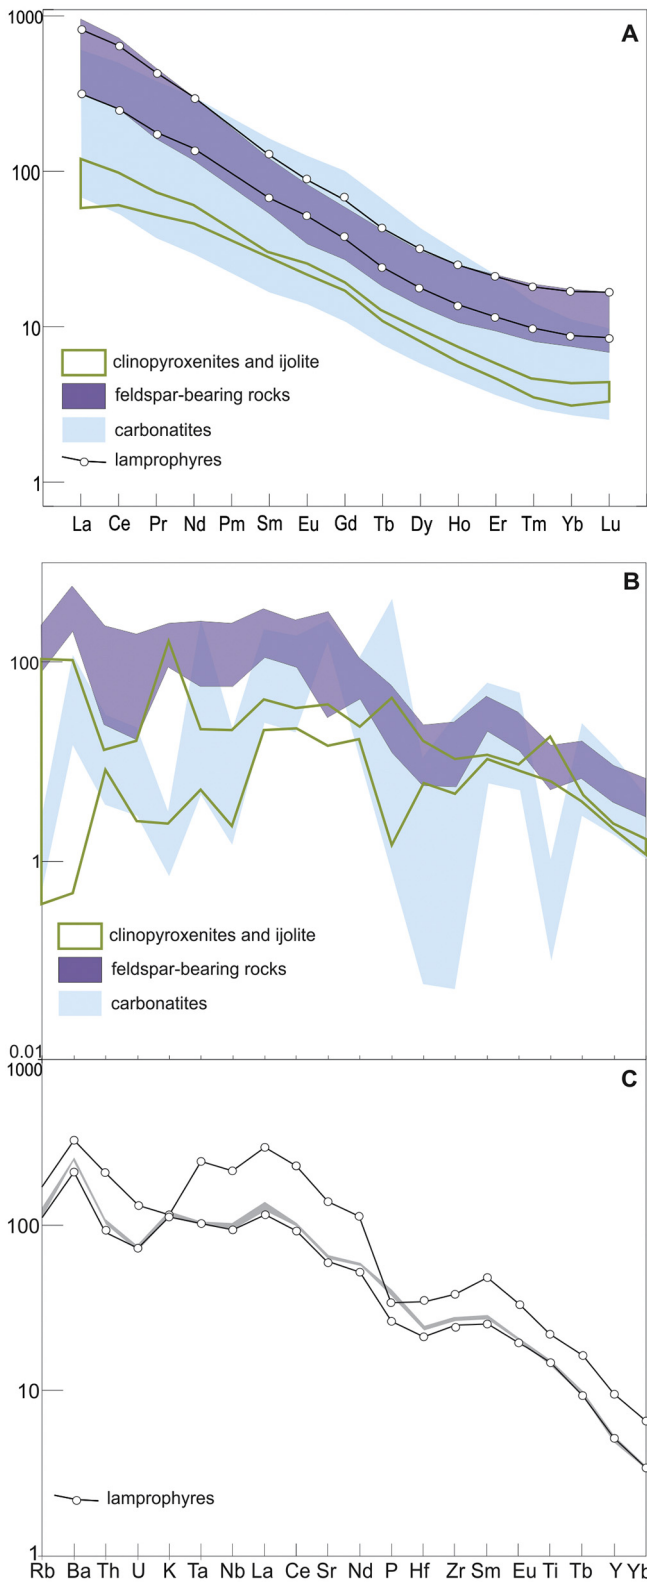 1000
A
100
10
clinopyroxenites and ijolite
feldspar-bearing rocks
carbonatites
lamprophyres
1
La Ce Pr Nd Pm Sm Eu Gd Tb Dy Ho Er Tm Yb Lu
B
100
1
clinopyroxenites and ijolite
feldspar-bearing rocks
carbonatites
0.01
1000
C
100
10
lamprophyres
1
Rb Ba Th U K Ta Nb La Ce Sr Nd P Hf Zr Sm Eu Ti Tb Y Yb